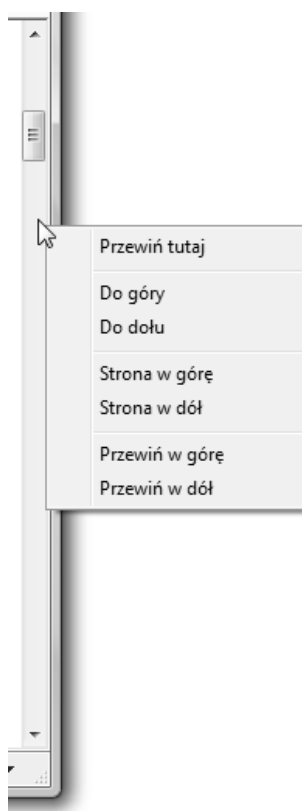 Przewiń tutaj
Do góry
Do dołu
Strona w górę
Strona w dół
Przewiń w górę
Przewiń w dół